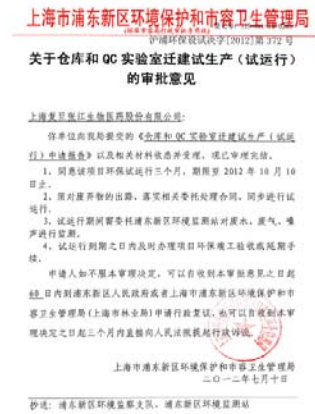 上海市浦东新区环境保护和市容卫生管理局
沪浦环保设试决字[2012]第372号
关于仓库和QC实验室迁建试生产（试运行）
的审批意见
上海复旦张江生物医药股份有限公司：
你单位向我局提交的《仓库和QC实验室迁建试生产（试运
行）申请报告》以及相关材料收悉并受理，现已审理完结。
1、同意该项目环保试运行三个月，期限至2012年10月10
日止。
2、须对废弃物的出路，落实相关委托处理合同，同步进行试
运行。
3、试运行期间需委托浦东新区环境监测站对废水、废气、噪
声进行监测。
4、试运行到期之日内及时办理项目环保竣工验收或延期手
续。
申请人如不服本审理决定，可以自收到本审批意见之日起
60日内到浦东新区人民政府或者上海市浦东新区环境保护和市
容卫生管理局(上海市林业局)申请行政复议，也可以自收到本审
理决定之日起三个月内直接向人民法院提起行政诉讼。
上海市浦东新区环境保护和市容卫生管理局
二〇一二年七月十日
抄送：浦东新区环境监察支队、浦东新区环境监测站